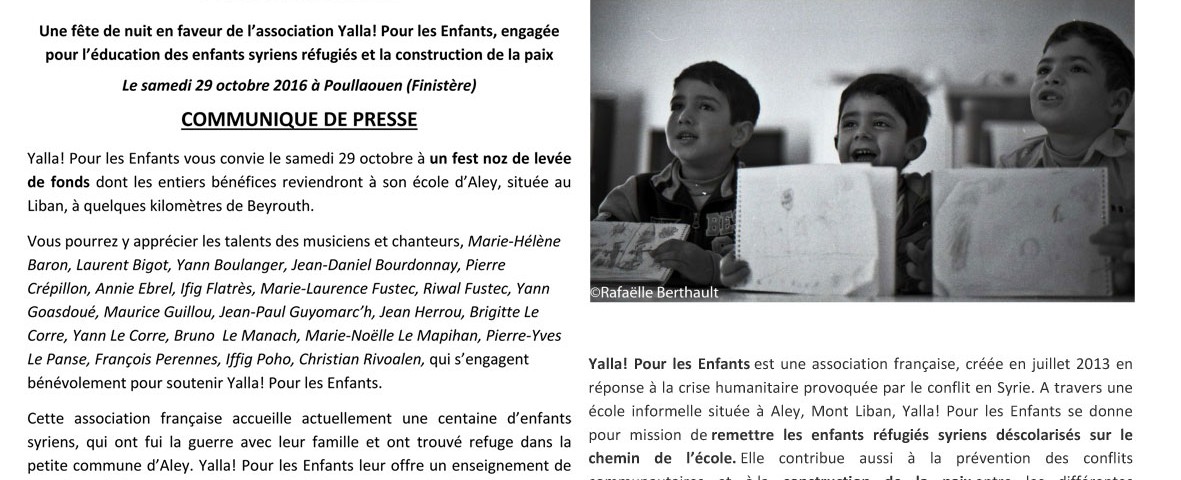 Une fête de nuit en faveur de l’association Yalla! Pour les Enfants, engagée
pour l’éducation des enfants syriens réfugiés et la construction de la paix
Le samedi 29 octobre 2016 à Poullaouen (Finistère)
COMMUNIQUE DE PRESSE
Yalla! Pour les Enfants vous convie le samedi 29 octobre à un fest noz de levée
de fonds dont les entiers bénéfices reviendront à son école d’Aley, située au
Liban, à quelques kilomètres de Beyrouth.
Vous pourrez y apprécier les talents des musiciens et chanteurs, Marie-Hélène
Baron, Laurent Bigot, Yann Boulanger, Jean-Daniel Bourdonnay, Pierre
Crépillon, Annie Ebrel, Ifig Flatrès, Marie-Laurence Fustec, Riwal Fustec, Yann
Goasdoué, Maurice Guillou, Jean-Paul Guyomarc’h, Jean Herrou, Brigitte Le
Corre, Yann Le Corre, Bruno Le Manach, Marie-Noëlle Le Mapihan, Pierre-Yves
Le Panse, François Perennes, Iffig Poho, Christian Rivoalen, qui s’engagent
bénévolement pour soutenir Yalla! Pour les Enfants.
Cette association française accueille actuellement une centaine d’enfants
syriens, qui ont fui la guerre avec leur famille et ont trouvé refuge dans la
petite commune d’Aley. Yalla! Pour les Enfants leur offre un enseignement de
©Rafaëlle Berthault
Yalla! Pour les Enfants est une association française, créée en juillet 2013 en
réponse à la crise humanitaire provoquée par le conflit en Syrie. A travers une
école informelle située à Aley, Mont Liban, Yalla! Pour les Enfants se donne
pour mission de remettre les enfants réfugiés syriens déscolarisés sur le
chemin de l’école. Elle contribue aussi à la prévention des conflits